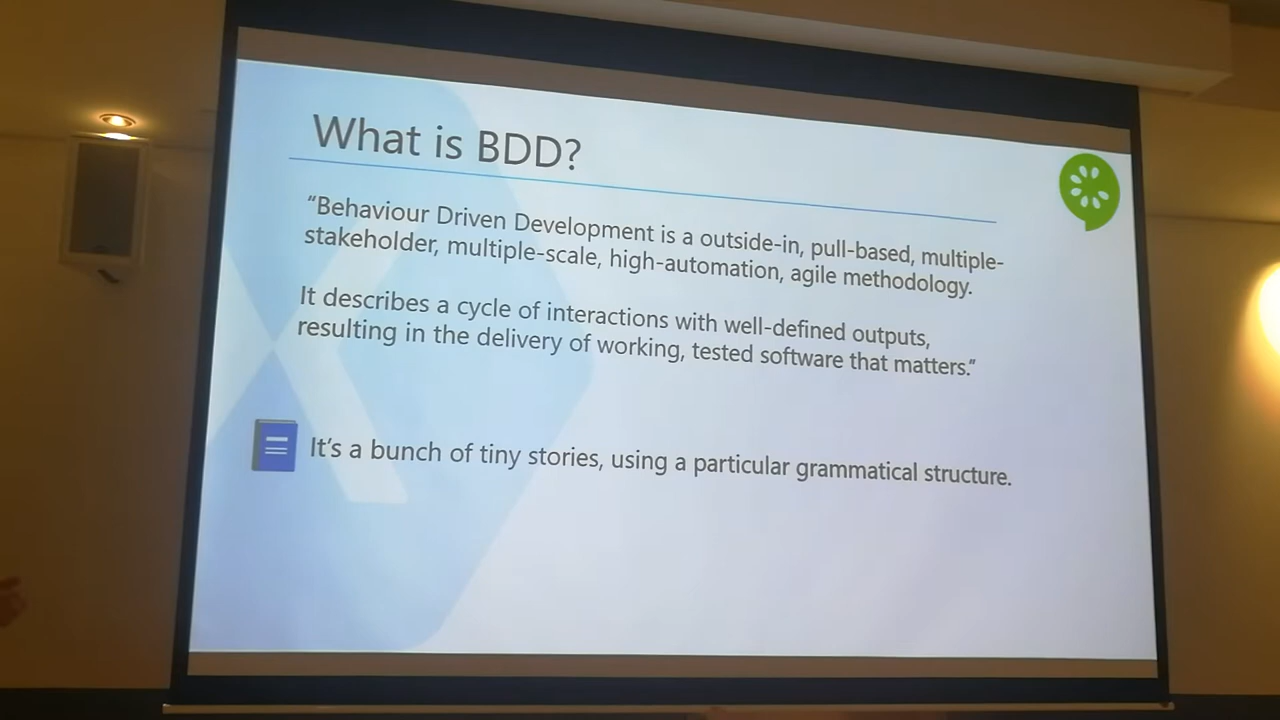 What is BDD?
“Behaviour Driven Development is a outside-in, pull-based, multiple-
stakeholder, multiple-scale, high-automation, agile methodology.
It describes a cycle of interactions with well-defined outputs,
resulting in the delivery of working, tested software that matters.”
It’s a bunch of tiny stories, using a particular grammatical structure.